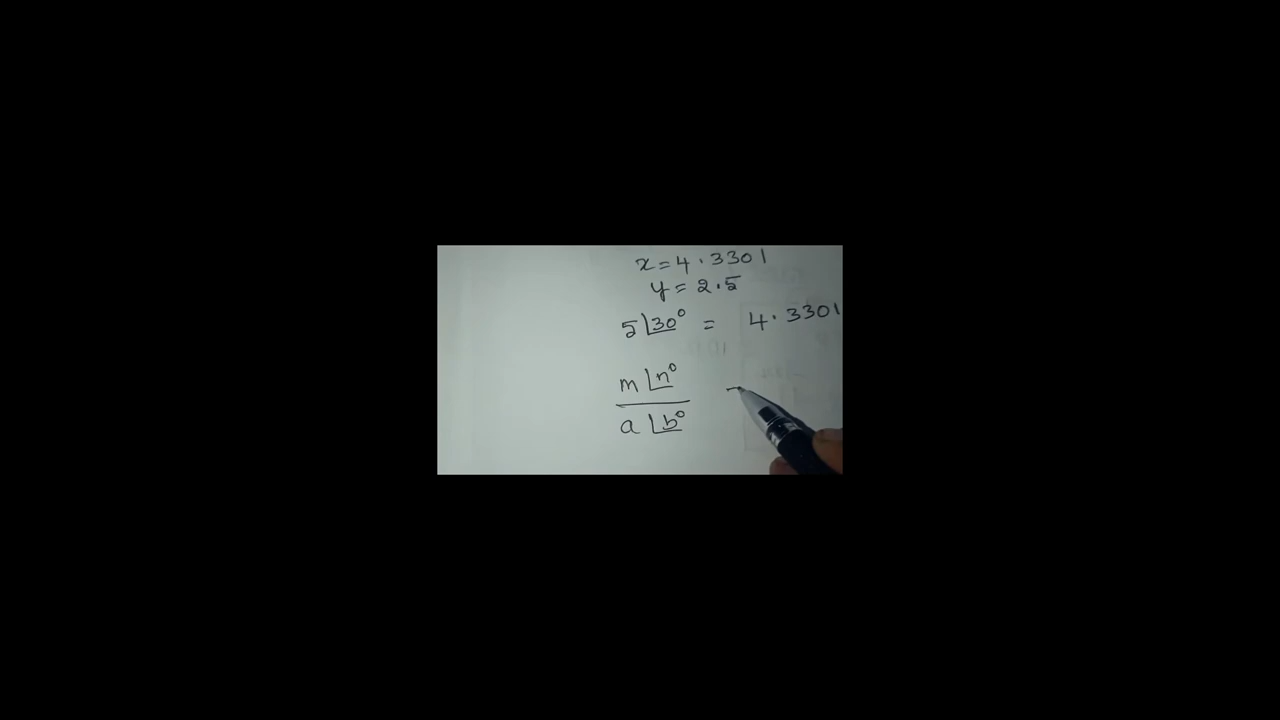 x = 4.3301
y = 2.5
5∠30° = 4.3301
m∠n°
a∠b°